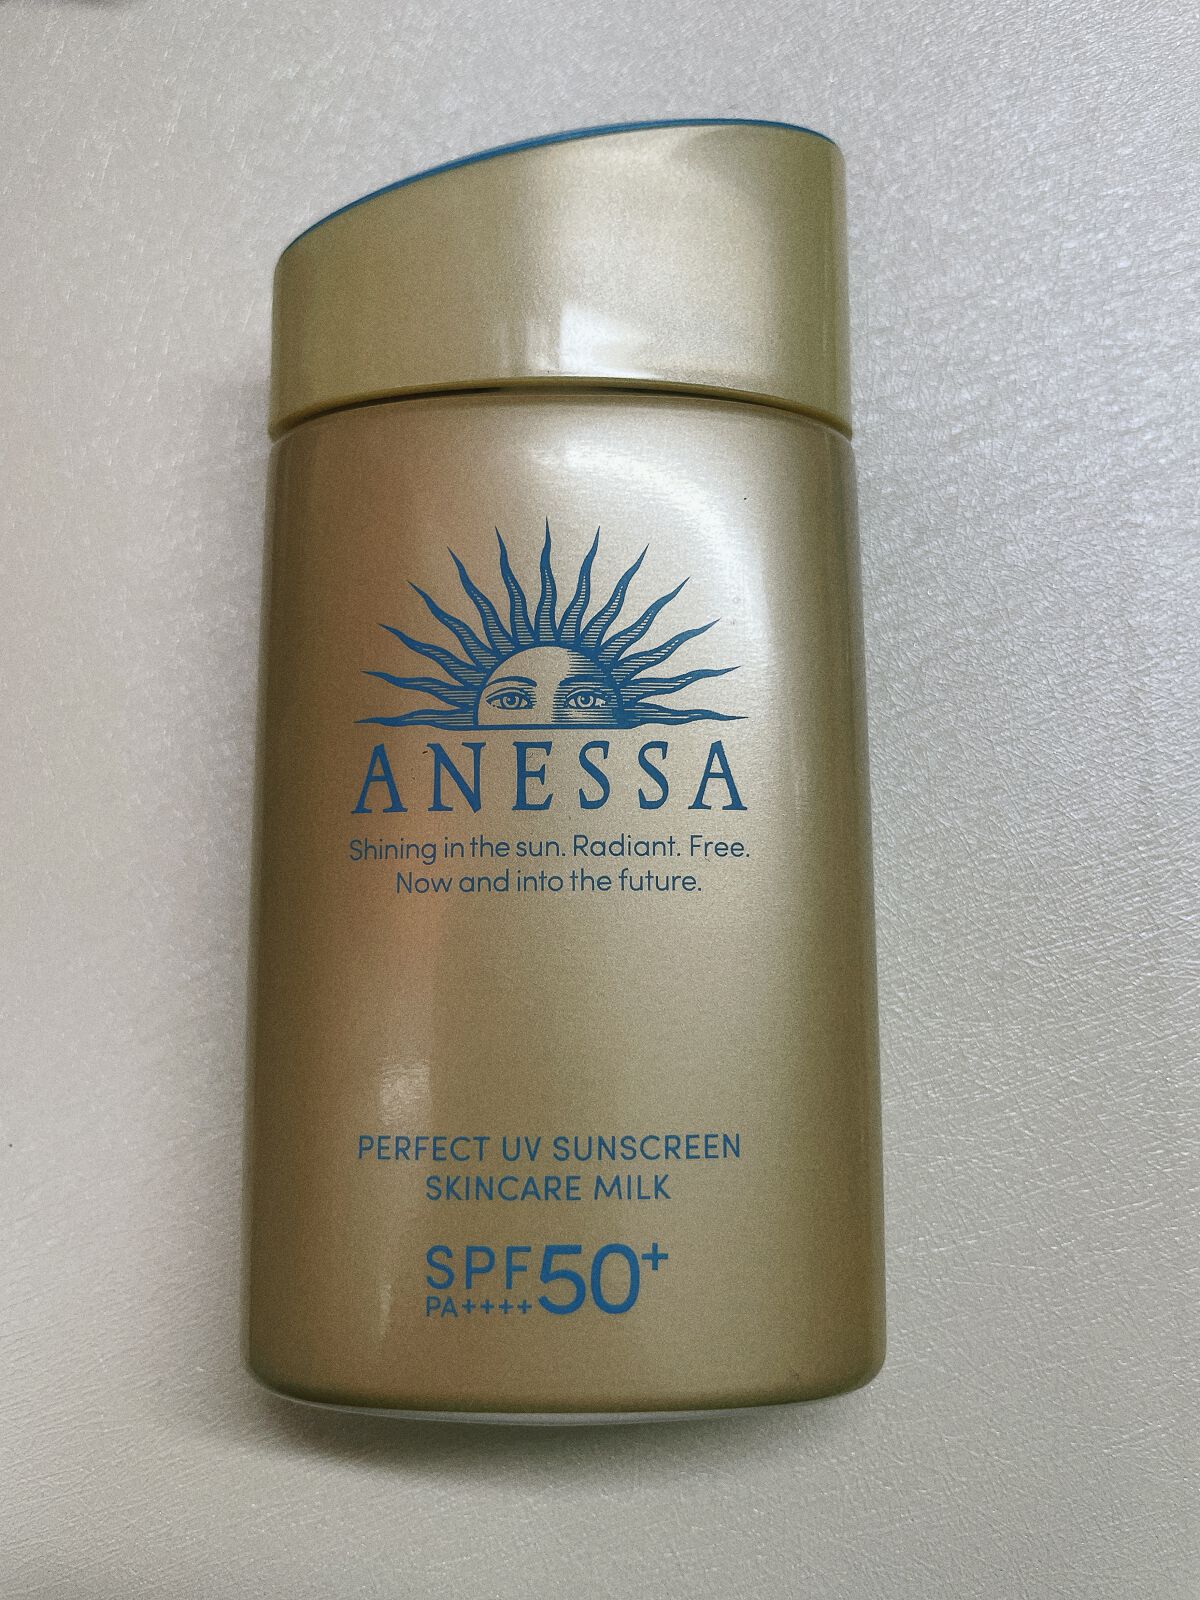 ANESSA
Shining in the sun. Radiant. Free.
Now and into the future.
PERFECT UV SUNSCREEN
SKINCARE MILK
SPF50+
PA++++